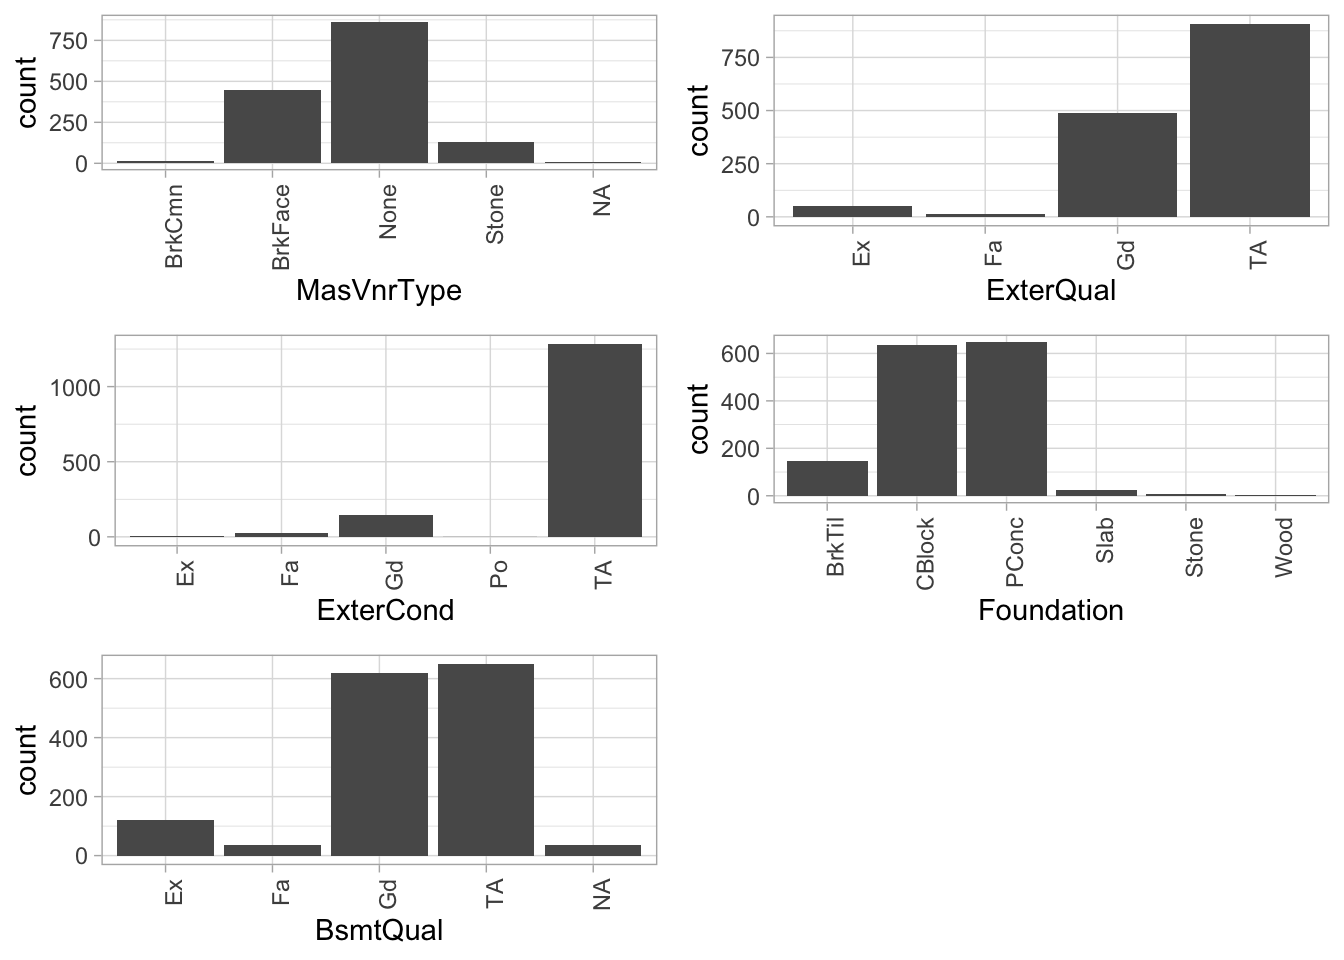 count
750
500
250
0
BrkCmn
BrkFace
None
Stone
NA
MasVnrType
count
750
500
250
0
Ex
Fa
Gd
TA
ExterQual
count
1000
500
0
Ex
Fa
Gd
Po
TA
ExterCond
count
600
400
200
0
BrkTil
CBlock
PConc
Slab
Stone
Wood
Foundation
count
600
400
200
0
Ex
Fa
Gd
TA
NA
BsmtQual